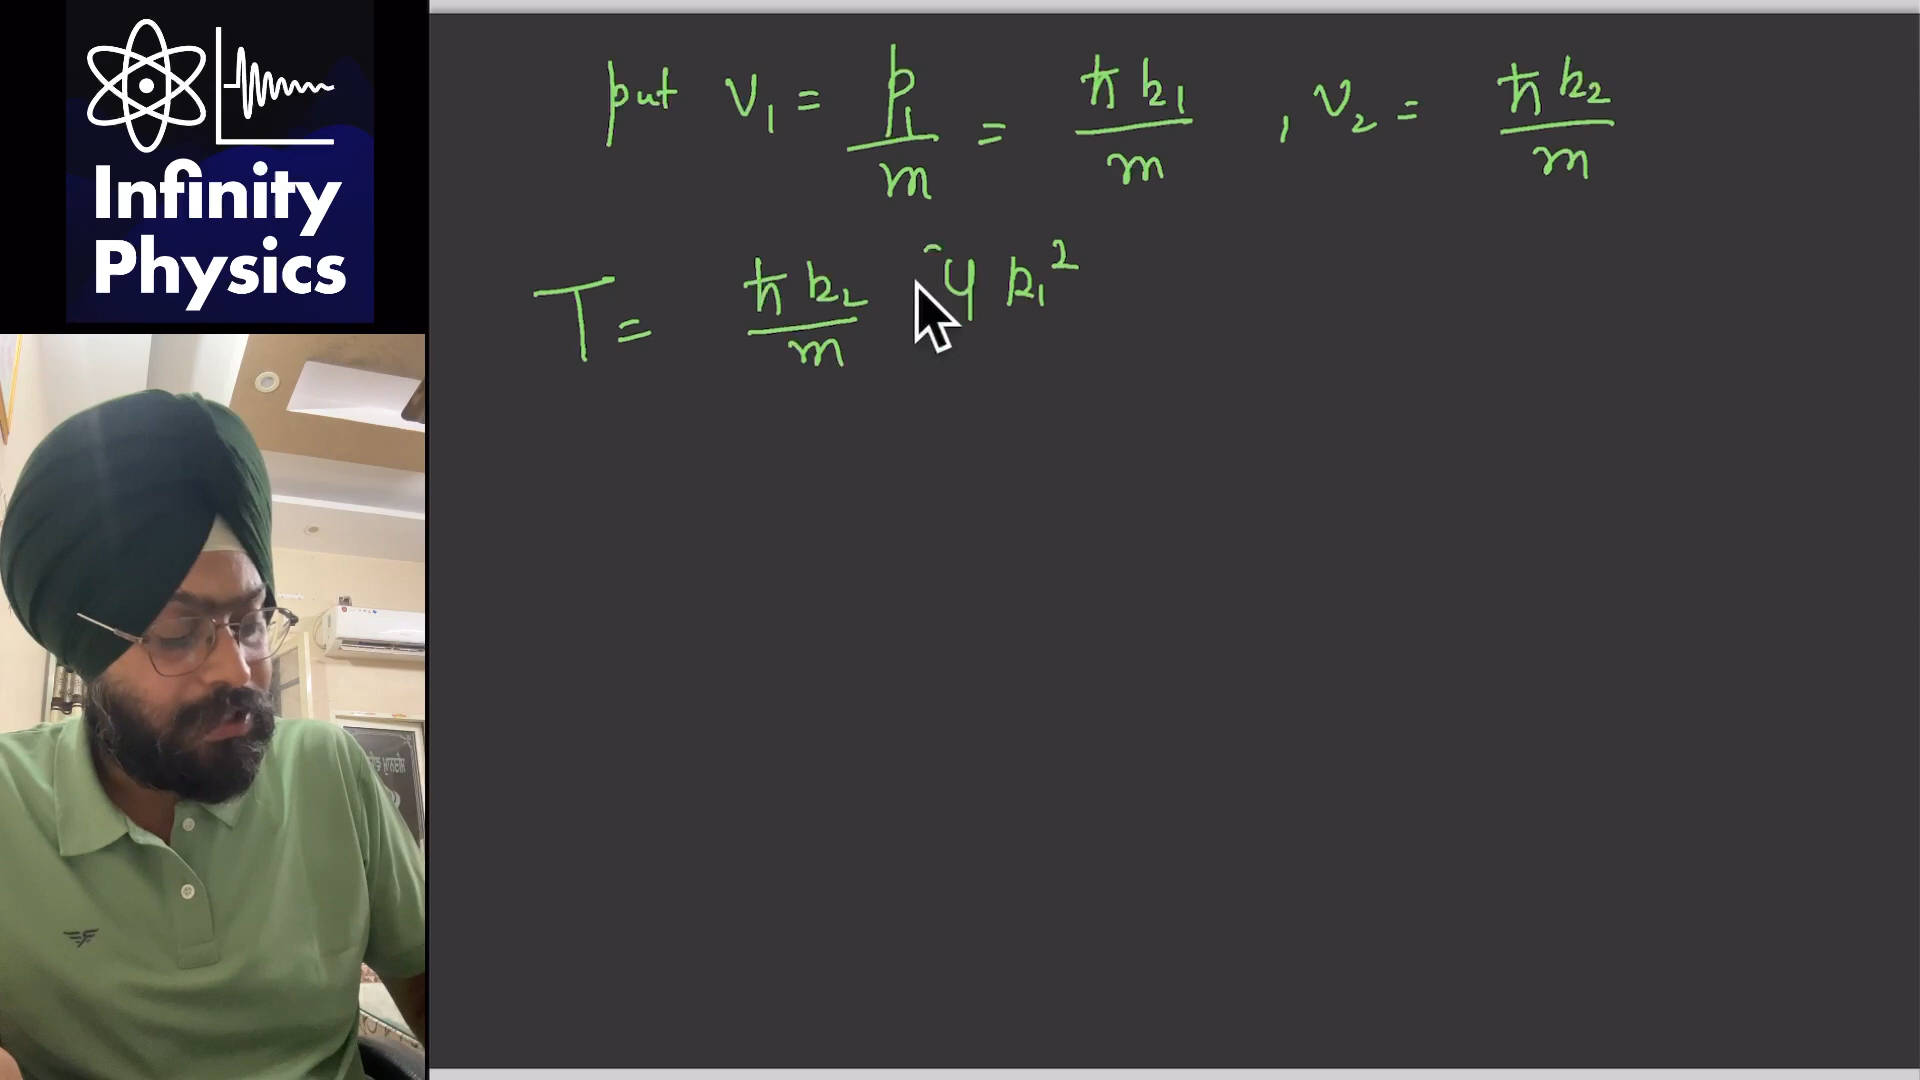 Infinity
Physics
put v₁ = p₁/m = ħk₁/m , v₂ = ħk₂/m
T = ħk₂/m 4 k₁²